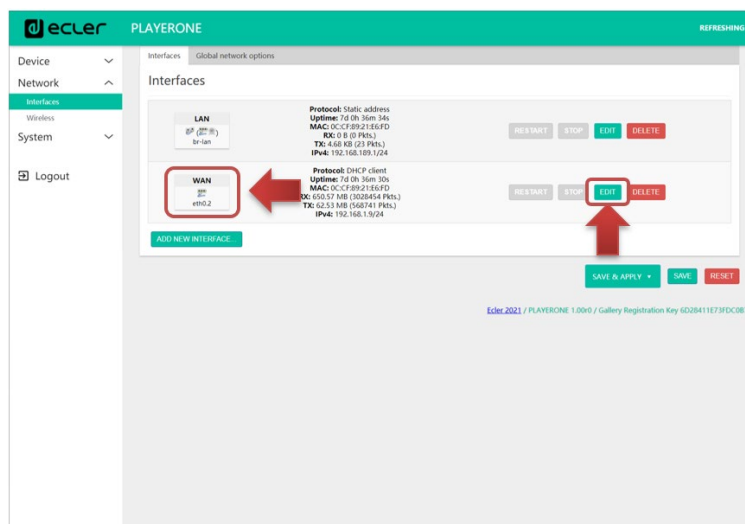 ecler PLAYERONE REFRESHING
Device
Network
Interfaces
Wireless
System
Logout
Interfaces Global network options
Interfaces
LAN
br-lan
Protocol: Static address
Uptime: 7d 0h 36m 34s
MAC: 0C:CF:89:21:E6:FD
RX: 0 B (0 Pkts.)
TX: 4.68 KB (23 Pkts.)
IPv4: 192.168.189.1/24
RESTART STOP EDIT DELETE
WAN
eth0.2
Protocol: DHCP client
Uptime: 7d 0h 36m 30s
MAC: 0C:CF:89:21:E6:FD
RX: 650.57 MB (3028454 Pkts.)
TX: 62.53 MB (568741 Pkts.)
IPv4: 192.168.1.9/24
RESTART STOP EDIT DELETE
ADD NEW INTERFACE...
SAVE & APPLY SAVE RESET
Ecler 2021 / PLAYERONE 1.00r0 / Gallery Registration Key 6D28411E73FDC0B